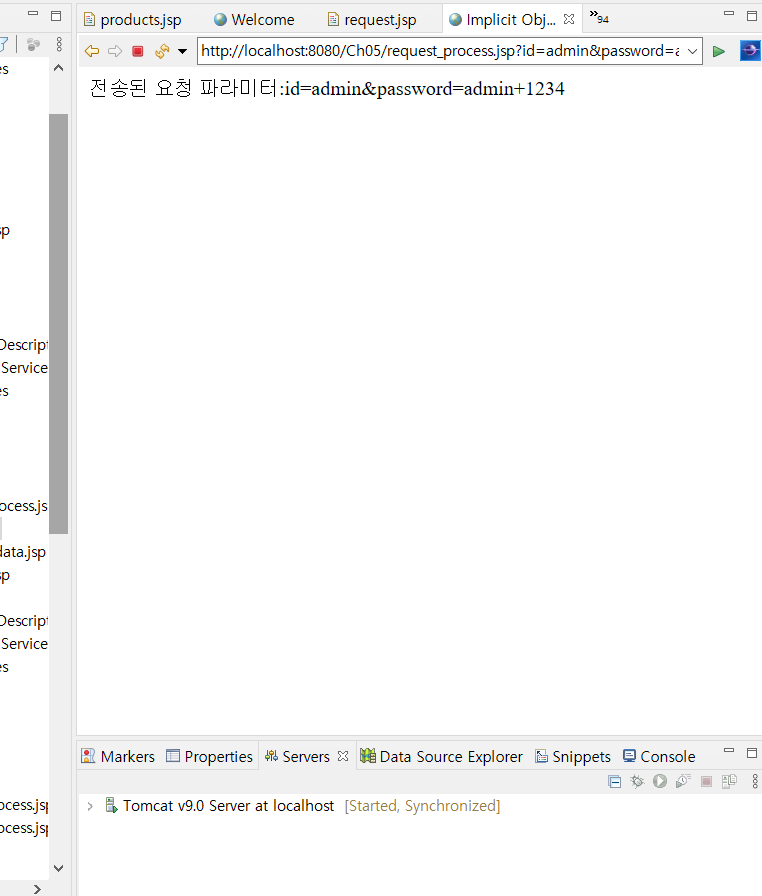 products.jsp Welcome request.jsp Implicit Obj... »94
http://localhost:8080/Ch05/request_process.jsp?id=admin&password=a
전송된 요청 파라미터:id=admin&password=admin+1234
es
sp
Descript
Service
es
ocess.js
data.jsp
sp
Descript
Service
es
ocess.jsp
ocess.jsp
Markers Properties Servers Data Source Explorer Snippets Console
Tomcat v9.0 Server at localhost [Started, Synchronized]